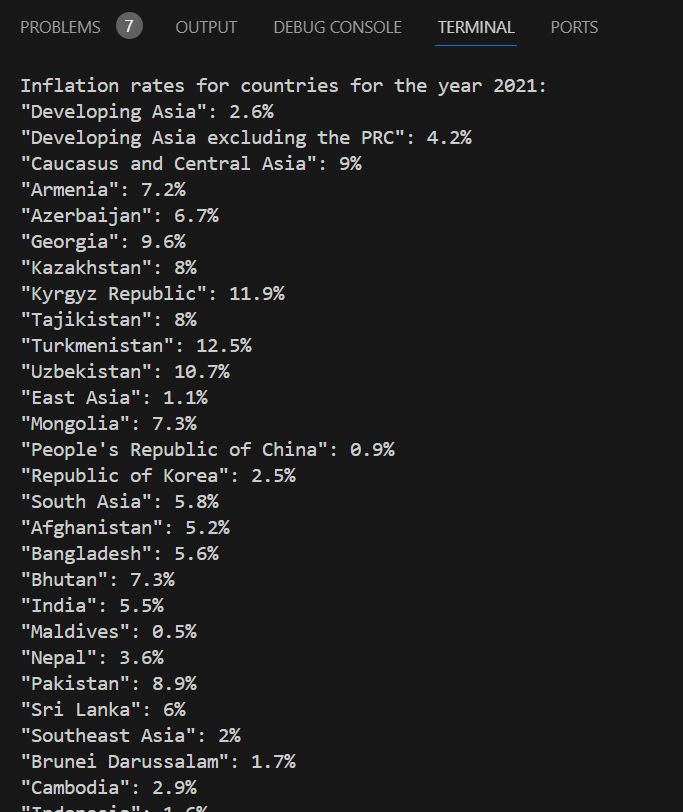 PROBLEMS 7 OUTPUT DEBUG CONSOLE TERMINAL PORTS
Inflation rates for countries for the year 2021:
"Developing Asia": 2.6%
"Developing Asia excluding the PRC": 4.2%
"Caucasus and Central Asia": 9%
"Armenia": 7.2%
"Azerbaijan": 6.7%
"Georgia": 9.6%
"Kazakhstan": 8%
"Kyrgyz Republic": 11.9%
"Tajikistan": 8%
"Turkmenistan": 12.5%
"Uzbekistan": 10.7%
"East Asia": 1.1%
"Mongolia": 7.3%
"People's Republic of China": 0.9%
"Republic of Korea": 2.5%
"South Asia": 5.8%
"Afghanistan": 5.2%
"Bangladesh": 5.6%
"Bhutan": 7.3%
"India": 5.5%
"Maldives": 0.5%
"Nepal": 3.6%
"Pakistan": 8.9%
"Sri Lanka": 6%
"Southeast Asia": 2%
"Brunei Darussalam": 1.7%
"Cambodia": 2.9%
"Indonesia": 1.6%